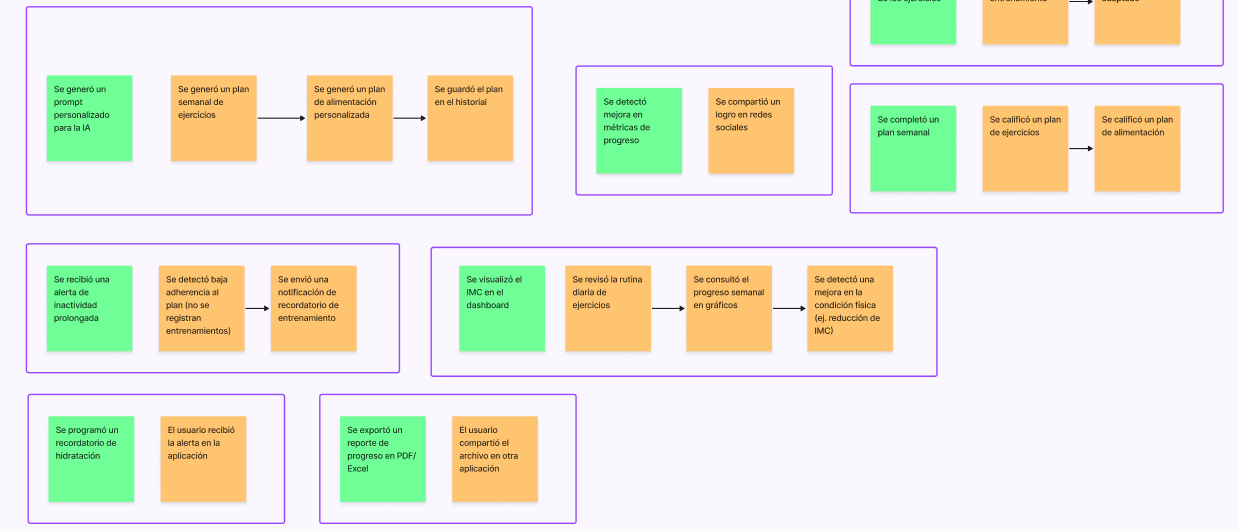 de los ejercicios
entrenamiento
adaptado
Se generó un
prompt
personalizado
para la IA
Se generó un plan
semanal de
ejercicios
Se generó un plan
de alimentación
personalizada
Se guardó el plan
en el historial
Se detectó
mejora en
métricas de
progreso
Se compartió un
logro en redes
sociales
Se completó un
plan semanal
Se calificó un plan
de ejercicios
Se calificó un plan
de alimentación
Se recibió una
alerta de
inactividad
prolongada
Se detectó baja
adherencia al
plan (no se
registran
entrenamientos)
Se envió una
notificación de
recordatorio de
entrenamiento
Se visualizó el
IMC en el
dashboard
Se revisó la rutina
diaria de
ejercicios
Se consultó el
progreso semanal
en gráficos
Se detectó una
mejora en la
condición física
(ej. reducción de
IMC)
Se programó un
recordatorio de
hidratación
El usuario recibió
la alerta en la
aplicación
Se exportó un
reporte de
progreso en PDF/
Excel
El usuario
compartió el
archivo en otra
aplicación